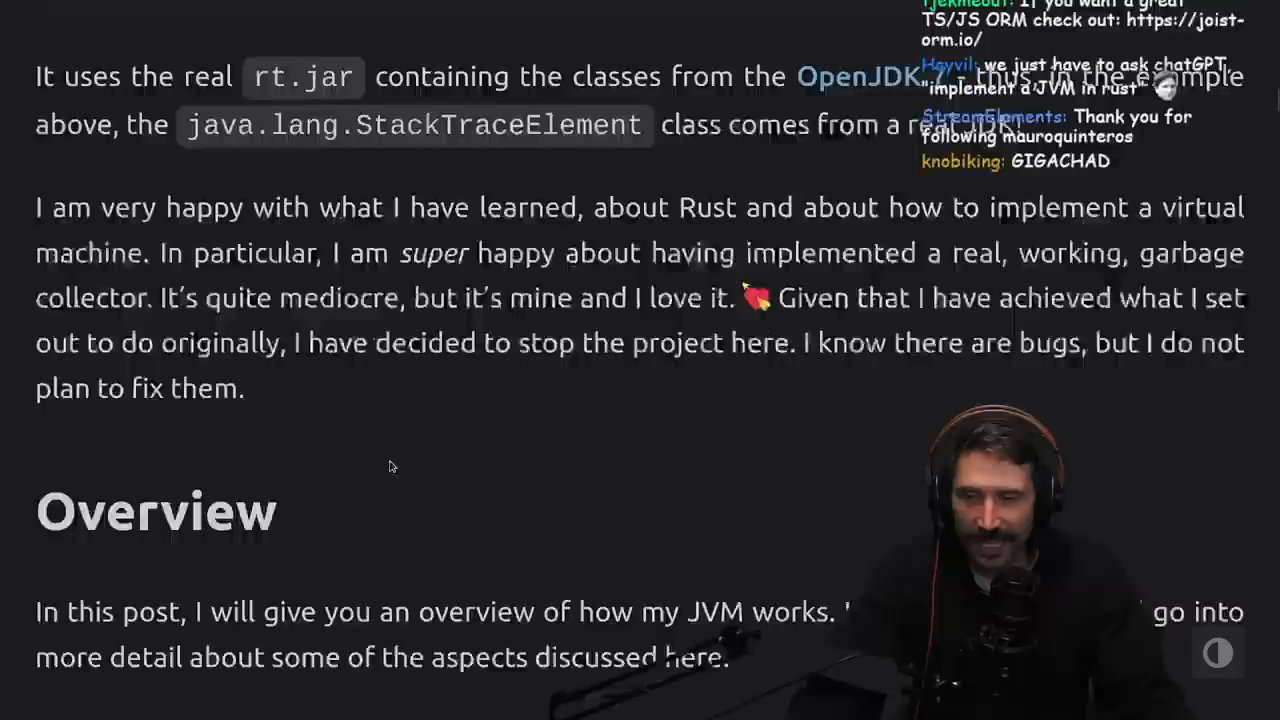 Tjekmeout: If you want a great
TS/JS ORM check out: https://joist-
orm.io/
Hayvil: we just have to ask chatGPT,
"implement a JVM in rust"
StreamElements: Thank you for
following mauroquinteros
knobiking: GIGACHAD
It uses the real rt.jar containing the classes from the OpenJDK 7 - thus, in the example
above, the java.lang.StackTraceElement class comes from a real JDK!
I am very happy with what I have learned, about Rust and about how to implement a virtual
machine. In particular, I am super happy about having implemented a real, working, garbage
collector. It's quite mediocre, but it's mine and I love it. 💘 Given that I have achieved what I set
out to do originally, I have decided to stop the project here. I know there are bugs, but I do not
plan to fix them.
Overview
In this post, I will give you an overview of how my JVM works. go into
more detail about some of the aspects discussed here.